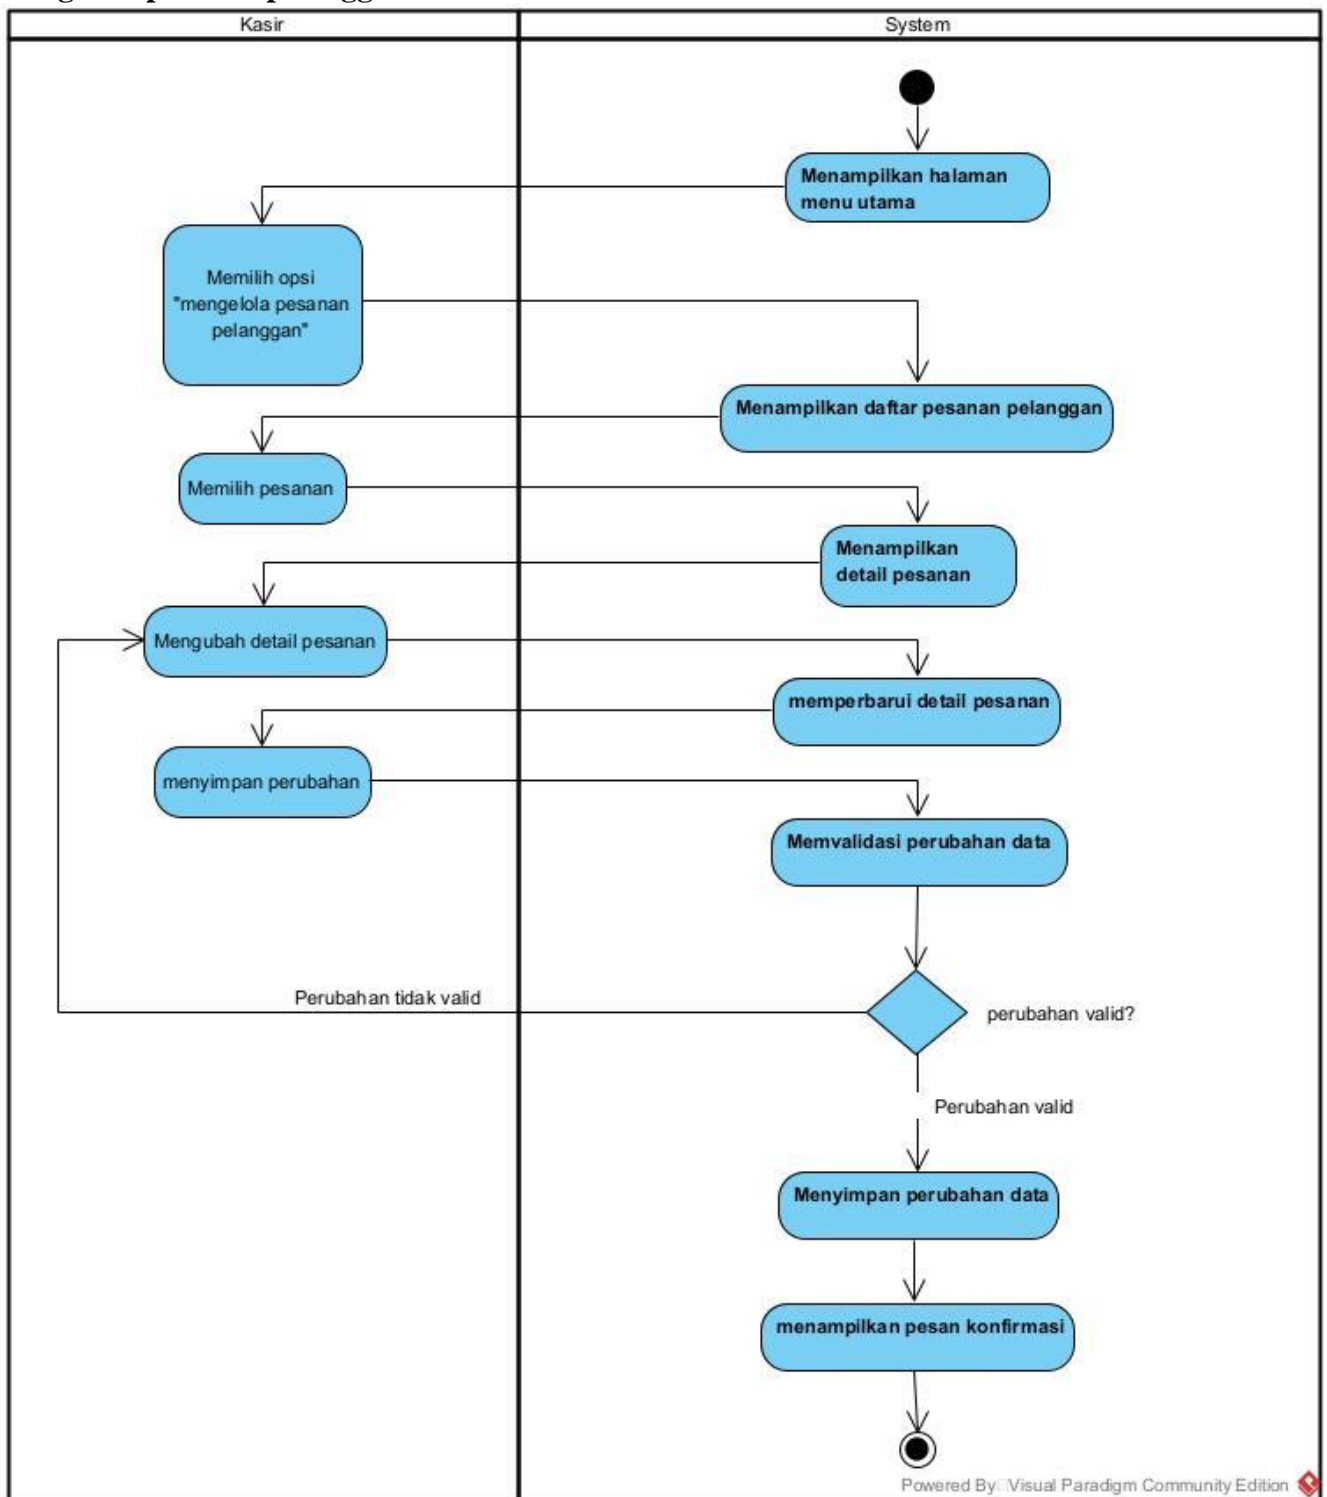 Kasir
System
Menampilkan halaman
menu utama
Memilih opsi
"mengelola pesanan
pelanggan"
Menampilkan daftar pesanan pelanggan
Memilih pesanan
Menampilkan
detail pesanan
Mengubah detail pesanan
memperbarui detail pesanan
menyimpan perubahan
Memvalidasi perubahan data
Perubahan tidak valid
perubahan valid?
Perubahan valid
Menyimpan perubahan data
menampilkan pesan konfirmasi
Powered By Visual Paradigm Community Edition